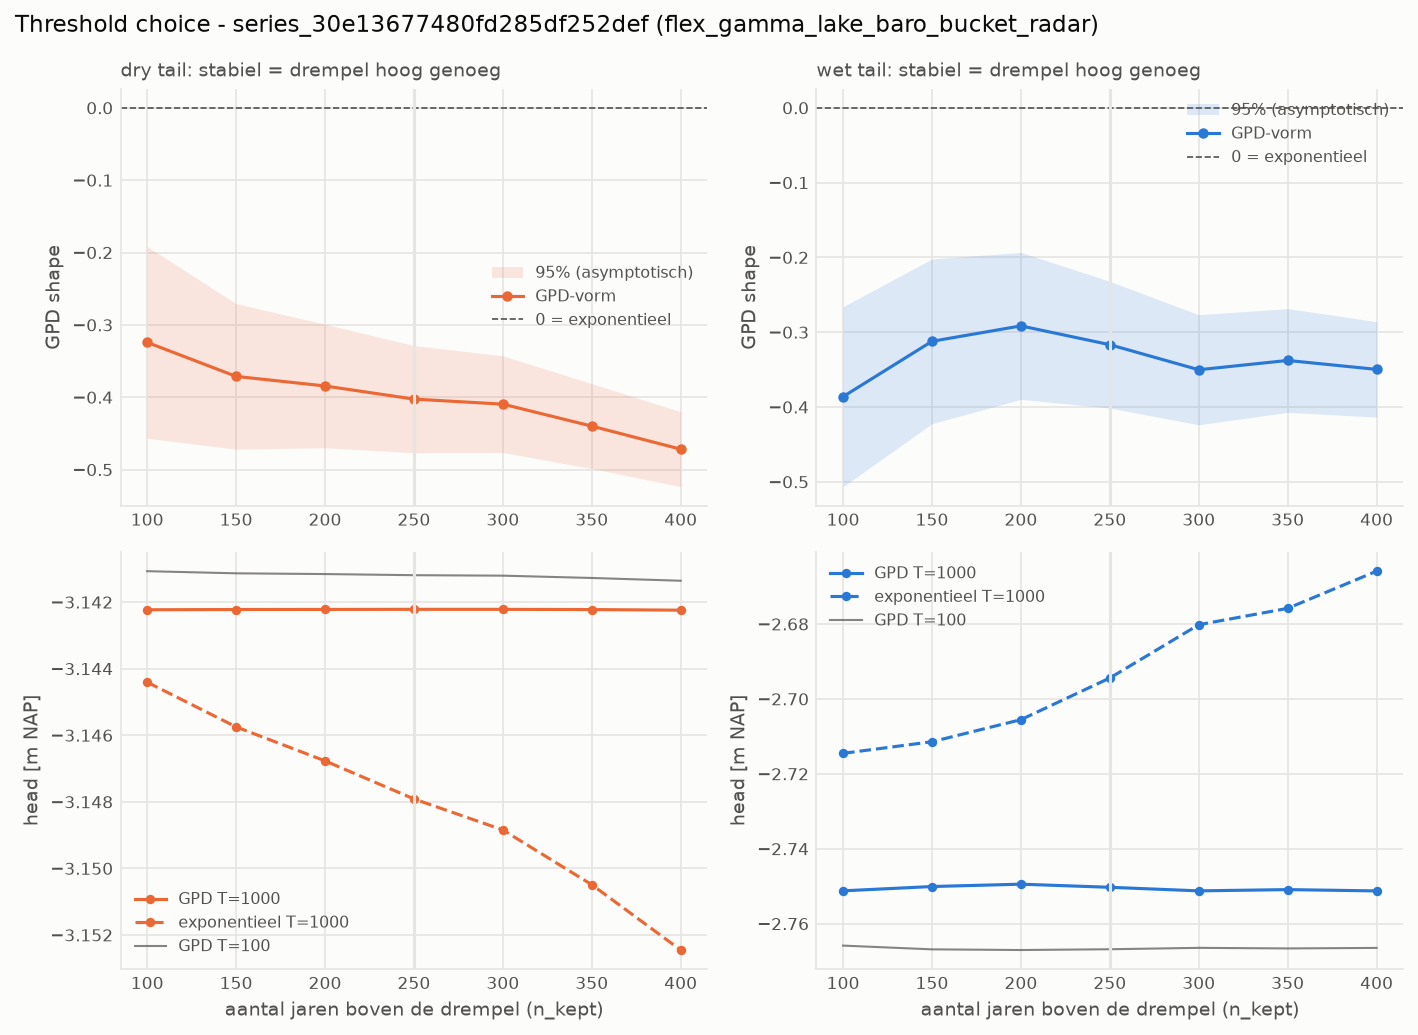 Threshold choice - series_30e13677480fd285df252def (flex_gamma_lake_baro_bucket_radar)
dry tail: stabiel = drempel hoog genoeg
GPD shape
0.0
−0.1
−0.2
−0.3
−0.4
−0.5
95% (asymptotisch)
GPD-vorm
0 = exponentieel
100 150 200 250 300 350 400
wet tail: stabiel = drempel hoog genoeg
GPD shape
0.0
−0.1
−0.2
−0.3
−0.4
−0.5
95% (asymptotisch)
GPD-vorm
0 = exponentieel
100 150 200 250 300 350 400
head [m NAP]
−3.142
−3.144
−3.146
−3.148
−3.150
−3.152
GPD T=1000
exponentieel T=1000
GPD T=100
100 150 200 250 300 350 400
aantal jaren boven de drempel (n_kept)
head [m NAP]
−2.68
−2.70
−2.72
−2.74
−2.76
GPD T=1000
exponentieel T=1000
GPD T=100
100 150 200 250 300 350 400
aantal jaren boven de drempel (n_kept)